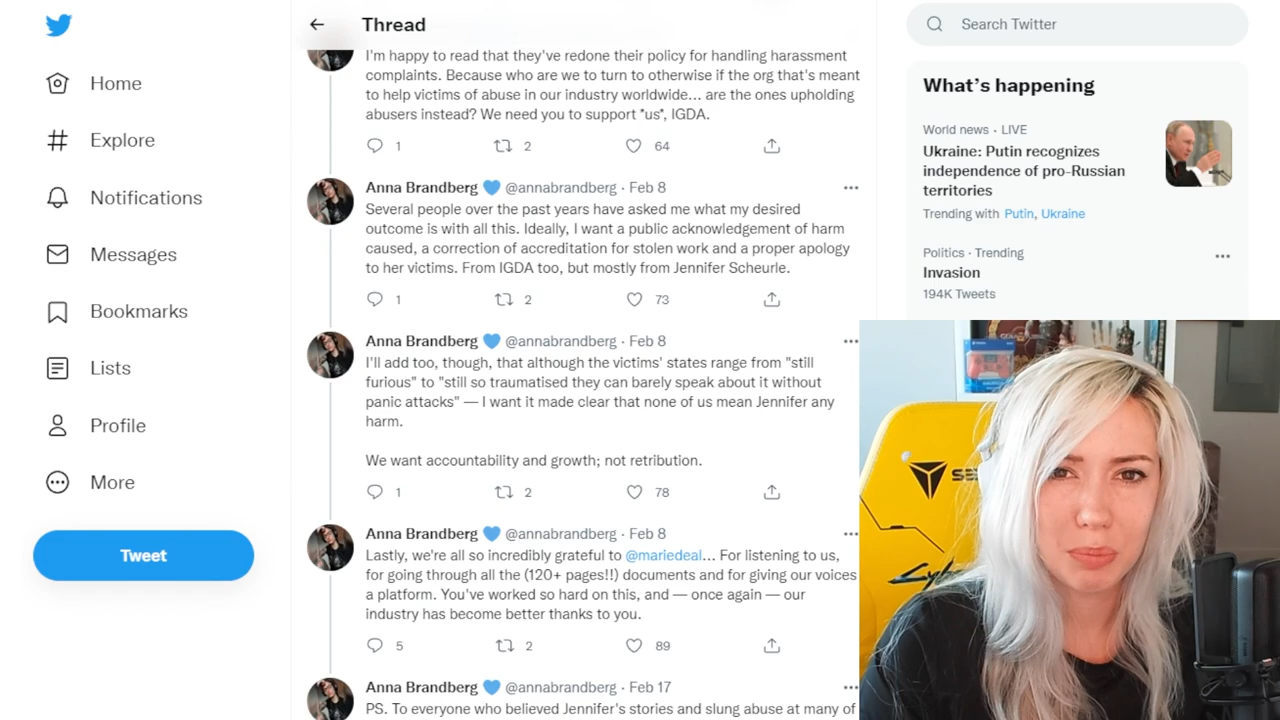 Thread
I'm happy to read that they've redone their policy for handling harassment
complaints. Because who are we to turn to otherwise if the org that's meant
to help victims of abuse in our industry worldwide... are the ones upholding
abusers instead? We need you to support *us*, IGDA.
1 2 64
Anna Brandberg 💙 @annabrandberg · Feb 8
Several people over the past years have asked me what my desired
outcome is with all this. Ideally, I want a public acknowledgement of harm
caused, a correction of accreditation for stolen work and a proper apology
to her victims. From IGDA too, but mostly from Jennifer Scheurle.
1 2 73
Anna Brandberg 💙 @annabrandberg · Feb 8
I'll add too, though, that although the victims' states range from "still
furious" to "still so traumatised they can barely speak about it without
panic attacks" — I want it made clear that none of us mean Jennifer any
harm.
We want accountability and growth; not retribution.
1 2 78
Anna Brandberg 💙 @annabrandberg · Feb 8
Lastly, we're all so incredibly grateful to @mariedeal... For listening to us,
for going through all the (120+ pages!!) documents and for giving our voices
a platform. You've worked so hard on this, and — once again — our
industry has become better thanks to you.
5 2 89
Anna Brandberg 💙 @annabrandberg · Feb 17
PS. To everyone who believed Jennifer's stories and slung abuse at many of
Home
Explore
Notifications
Messages
Bookmarks
Lists
Profile
More
Tweet
Search Twitter
What's happening
World news · LIVE
Ukraine: Putin recognizes
independence of pro-Russian
territories
Trending with Putin, Ukraine
Politics · Trending
Invasion
194K Tweets